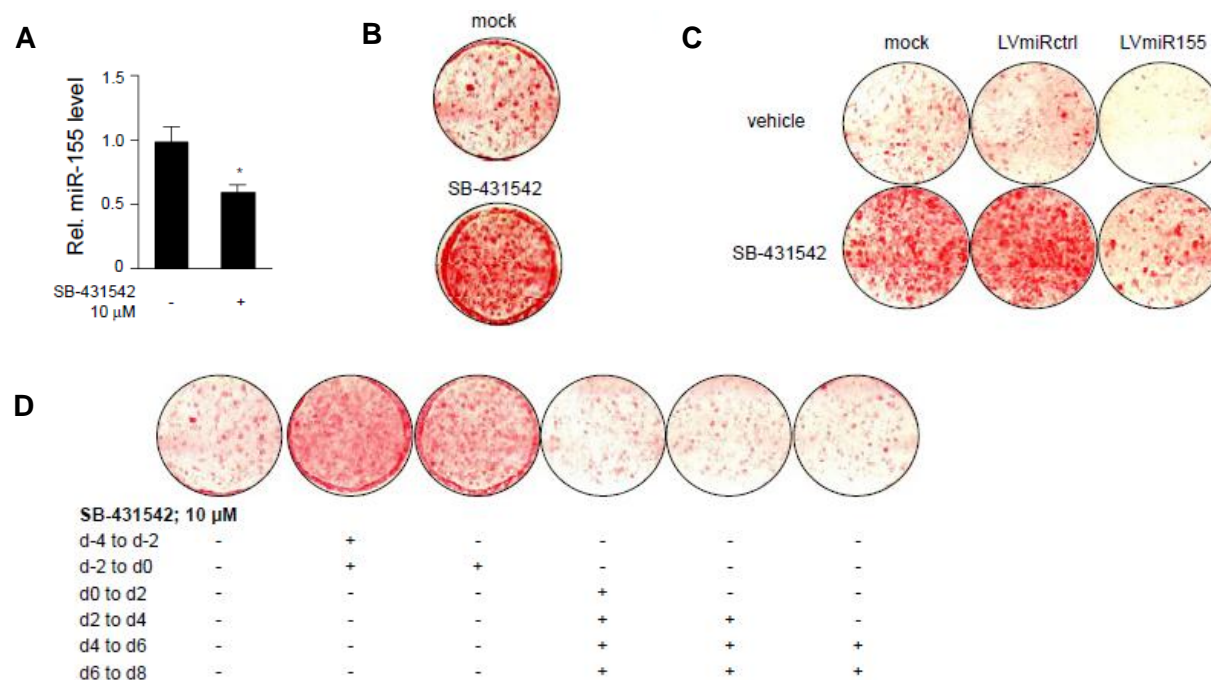 A
Rel. miR-155 level
1.5
1.0
0.5
0
*
SB-431542
10 µM
-
+
B
mock
SB-431542
C
mock LVmiRctrl LVmiR155
vehicle
SB-431542
D
SB-431542; 10 µM
d-4 to d-2 - + - - - -
d-2 to d0 - + + - - -
d0 to d2 - - - + - -
d2 to d4 - - - + + -
d4 to d6 - - - + + +
d6 to d8 - - - + + +